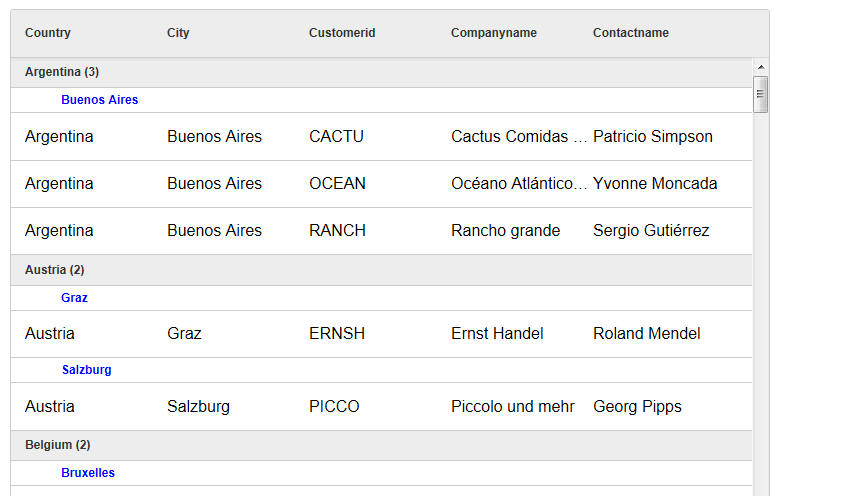 Country City Customerid Companyname Contactname
Argentina (3)
Buenos Aires
Argentina Buenos Aires CACTU Cactus Comidas ... Patricio Simpson
Argentina Buenos Aires OCEAN Océano Atlántico... Yvonne Moncada
Argentina Buenos Aires RANCH Rancho grande Sergio Gutiérrez
Austria (2)
Graz
Austria Graz ERNSH Ernst Handel Roland Mendel
Salzburg
Austria Salzburg PICCO Piccolo und mehr Georg Pipps
Belgium (2)
Bruxelles